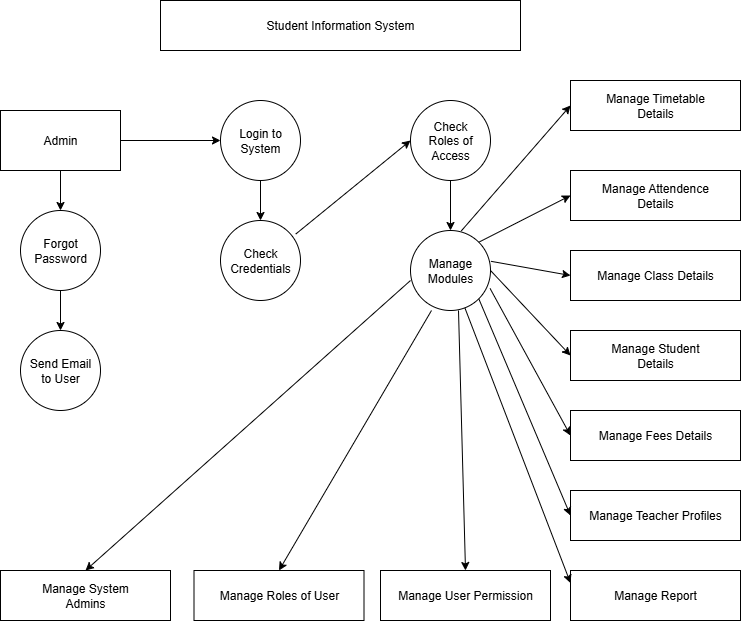 Student Information System
Admin
Login to
System
Check
Roles of
Access
Manage Timetable
Details
Manage Attendence
Details
Forgot
Password
Check
Credentials
Manage
Modules
Manage Class Details
Send Email
to User
Manage Student
Details
Manage Fees Details
Manage Teacher Profiles
Manage System
Admins
Manage Roles of User
Manage User Permission
Manage Report